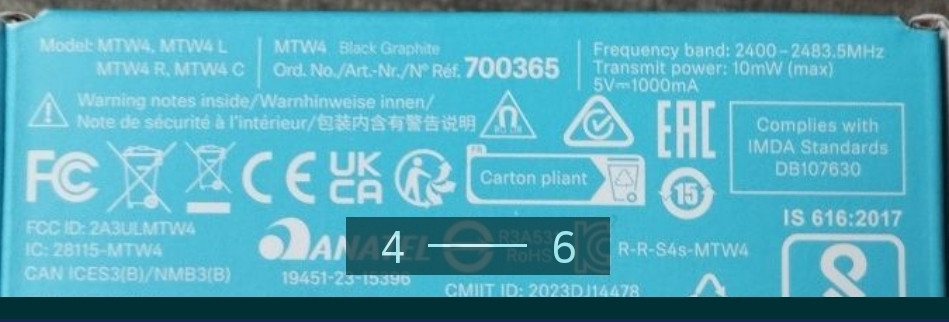 Model: MTW4, MTW4 L
MTW4 R, MTW4 C
MTW4 Black Graphite
Ord. No./Art.-Nr./N° Réf. 700365
Frequency band: 2400–2483.5MHz
Transmit power: 10mW (max)
5V⎓1000mA
Warning notes inside/Warnhinweise innen/
Note de sécurité à l'intérieur/包装内含有警告说明
EAC
Complies with
IMDA Standards
DB107630
FC
CE
UK
CA
FR
Carton pliant
15
IS 616:2017
FCC ID: 2A3ULMTW4
IC: 28115-MTW4
CAN ICES3(B)/NMB3(B)
ANATEL
19451-23-15396
4 — 6
RoHS
R-R-S4s-MTW4
CMIIT ID: 2023DJ14478